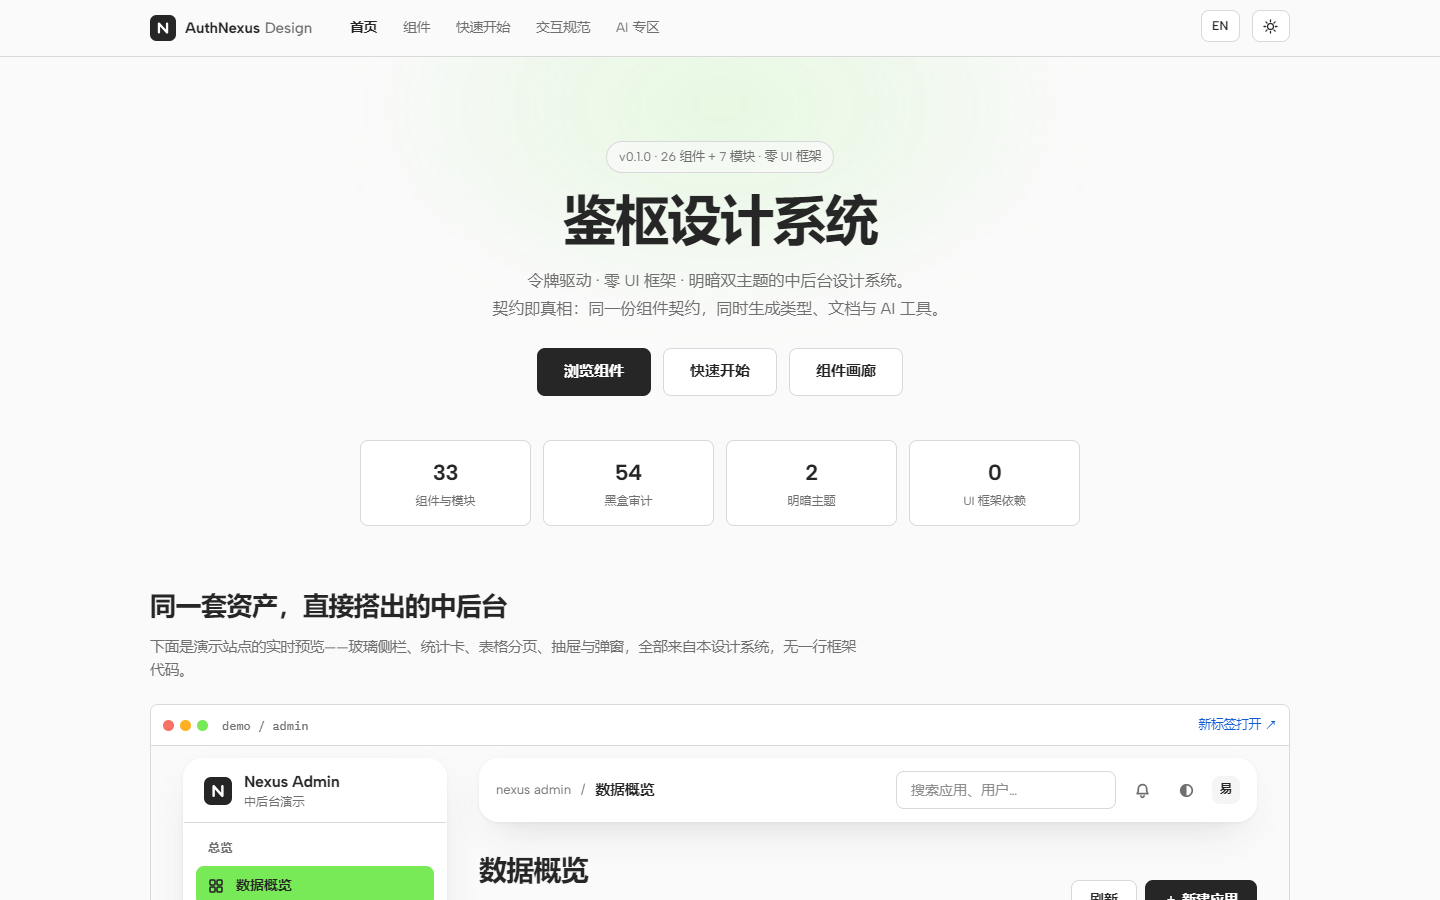 N AuthNexus Design 首页 组件 快速开始 交互规范 AI 专区 EN
v0.1.0 · 26 组件 + 7 模块 · 零 UI 框架
鉴枢设计系统
令牌驱动 · 零 UI 框架 · 明暗双主题的中后台设计系统。
契约即真相：同一份组件契约，同时生成类型、文档与 AI 工具。
浏览组件 快速开始 组件画廊
33 54 2 0
组件与模块 黑盒审计 明暗主题 UI 框架依赖
同一套资产，直接搭出的中后台
下面是演示站点的实时预览——玻璃侧栏、统计卡、表格分页、抽屉与弹窗，全部来自本设计系统，无一行框架
代码。
demo / admin 新标签打开 ↗
N Nexus Admin
中后台演示
nexus admin / 数据概览 搜索应用、用户… 易
总览
数据概览
数据概览
刷新 + 新建应用